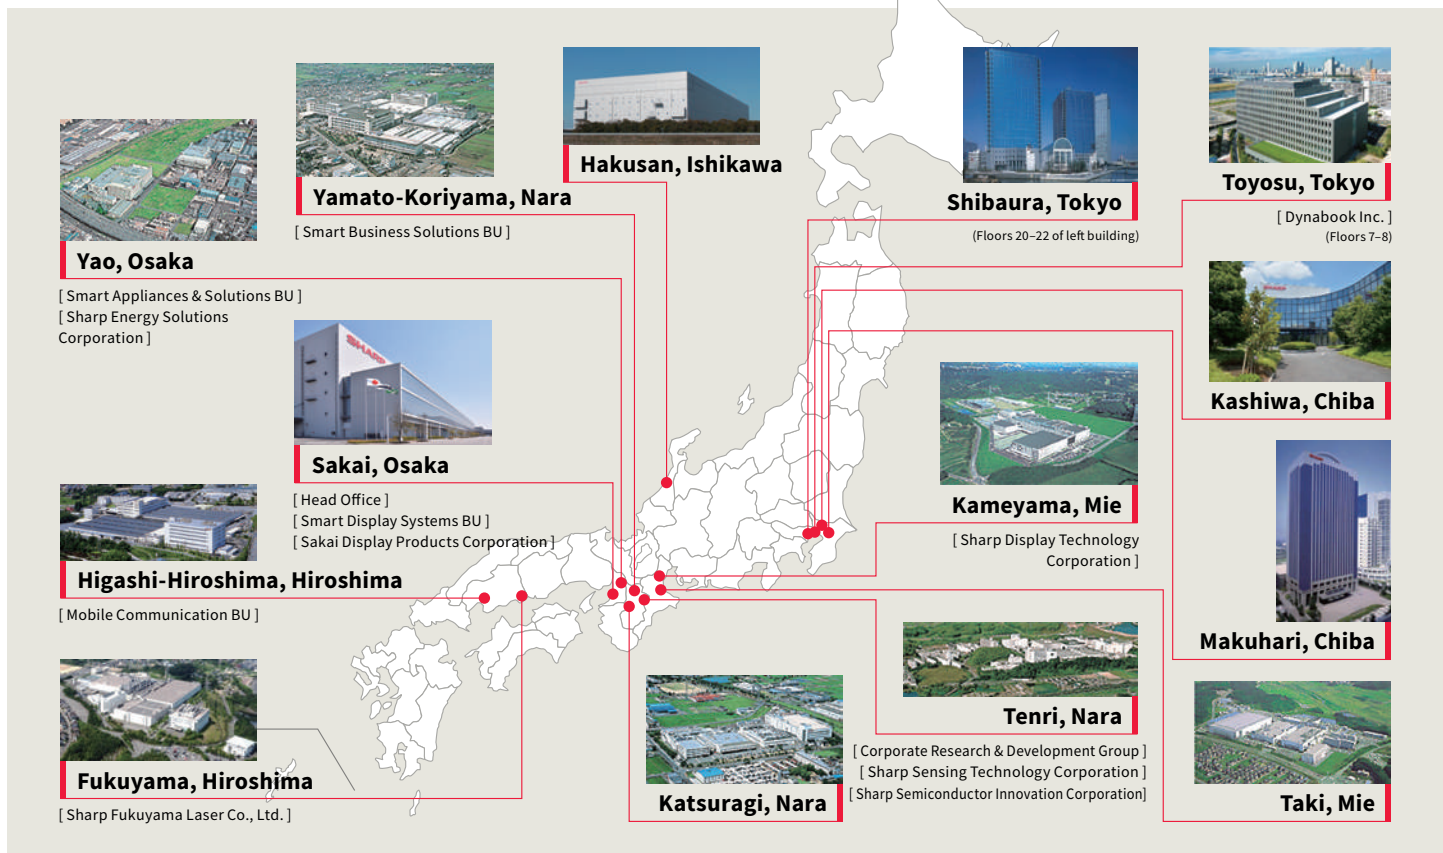 Hakusan, Ishikawa
Yamato-Koriyama, Nara
[ Smart Business Solutions BU ]
Shibaura, Tokyo
(Floors 20–22 of left building)
Toyosu, Tokyo
[ Dynabook Inc. ]
(Floors 7–8)
Yao, Osaka
[ Smart Appliances & Solutions BU ]
[ Sharp Energy Solutions
Corporation ]
SHARP
Sakai, Osaka
[ Head Office ]
[ Smart Display Systems BU ]
[ Sakai Display Products Corporation ]
SHARP
Kashiwa, Chiba
Kameyama, Mie
[ Sharp Display Technology
Corporation ]
Higashi-Hiroshima, Hiroshima
[ Mobile Communication BU ]
Makuhari, Chiba
Fukuyama, Hiroshima
[ Sharp Fukuyama Laser Co., Ltd. ]
Katsuragi, Nara
Tenri, Nara
[ Corporate Research & Development Group ]
[ Sharp Sensing Technology Corporation ]
[ Sharp Semiconductor Innovation Corporation]
Taki, Mie